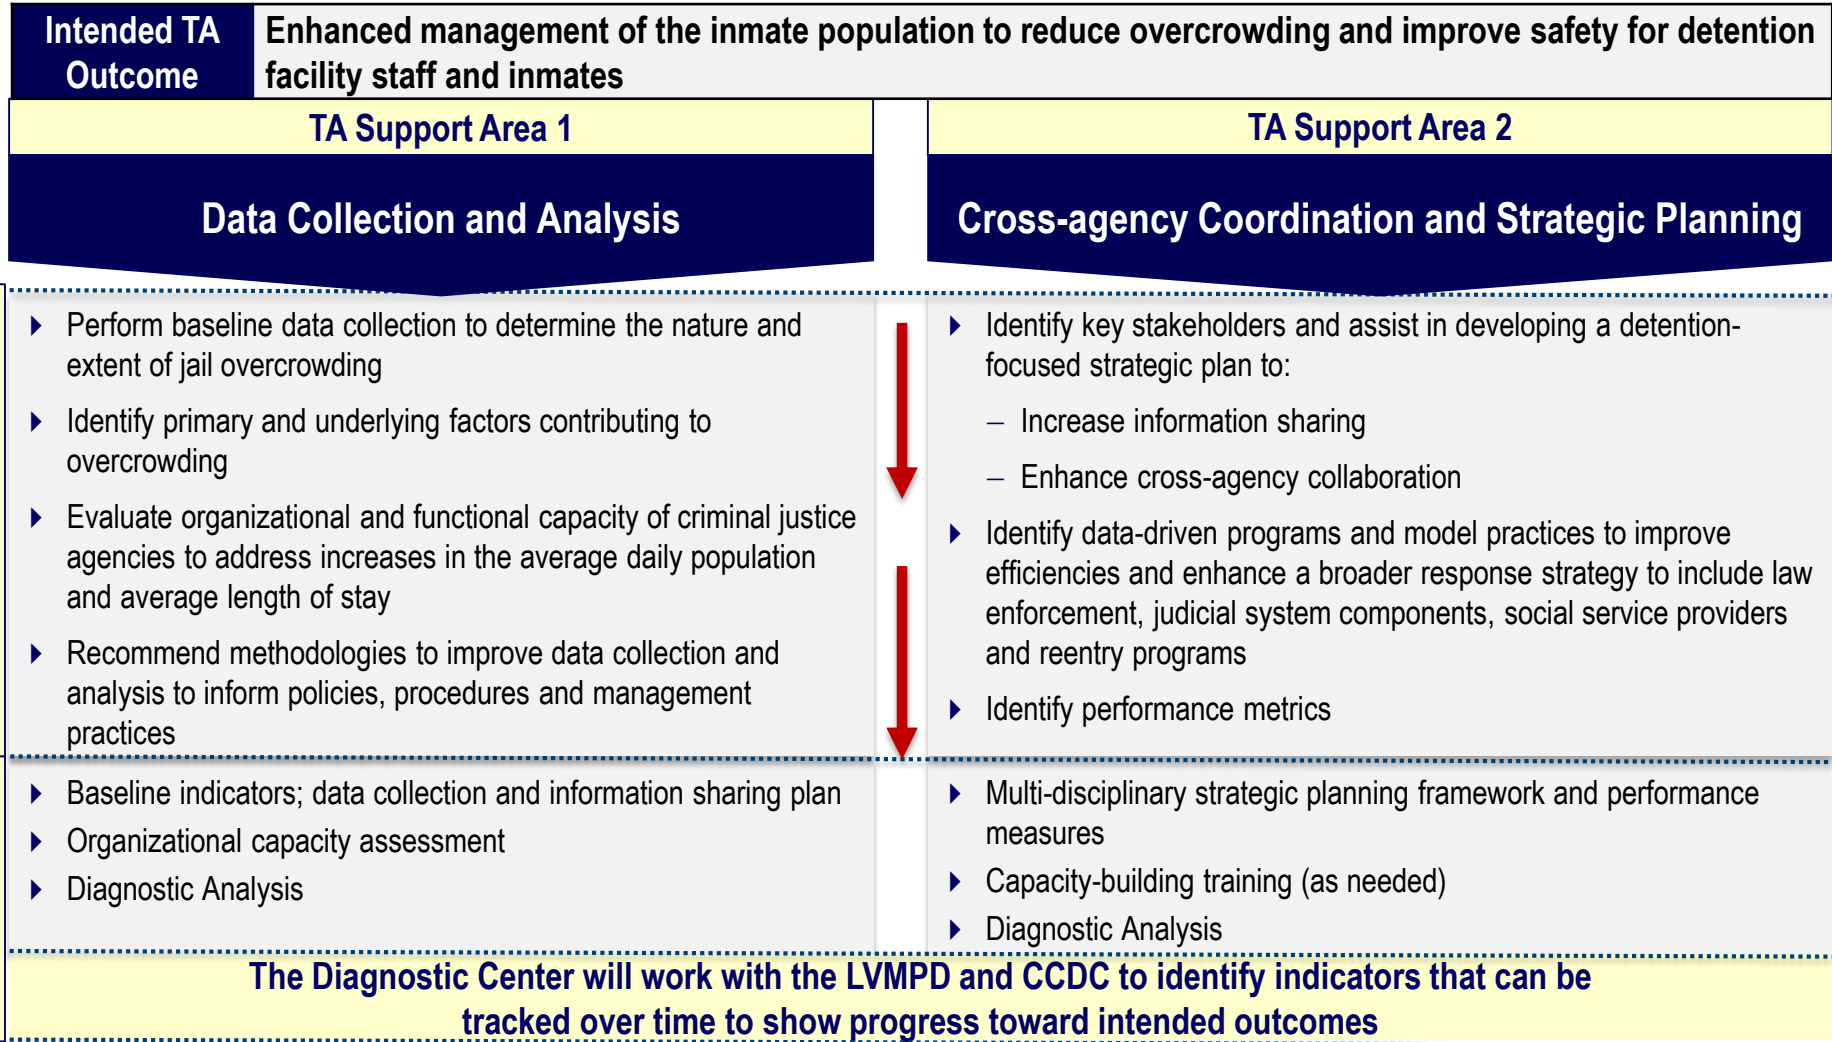 Intended TA
Outcome
Enhanced management of the inmate population to reduce overcrowding and improve safety for detention
facility staff and inmates
TA Support Area 1
Data Collection and Analysis
▸ Perform baseline data collection to determine the nature and
extent of jail overcrowding
▸ Identify primary and underlying factors contributing to
overcrowding
▸ Evaluate organizational and functional capacity of criminal justice
agencies to address increases in the average daily population
and average length of stay
▸ Recommend methodologies to improve data collection and
analysis to inform policies, procedures and management
practices
▸ Baseline indicators; data collection and information sharing plan
▸ Organizational capacity assessment
▸ Diagnostic Analysis
TA Support Area 2
Cross-agency Coordination and Strategic Planning
▸ Identify key stakeholders and assist in developing a detention-
focused strategic plan to:
– Increase information sharing
– Enhance cross-agency collaboration
▸ Identify data-driven programs and model practices to improve
efficiencies and enhance a broader response strategy to include law
enforcement, judicial system components, social service providers
and reentry programs
▸ Identify performance metrics
▸ Multi-disciplinary strategic planning framework and performance
measures
▸ Capacity-building training (as needed)
▸ Diagnostic Analysis
The Diagnostic Center will work with the LVMPD and CCDC to identify indicators that can be
tracked over time to show progress toward intended outcomes